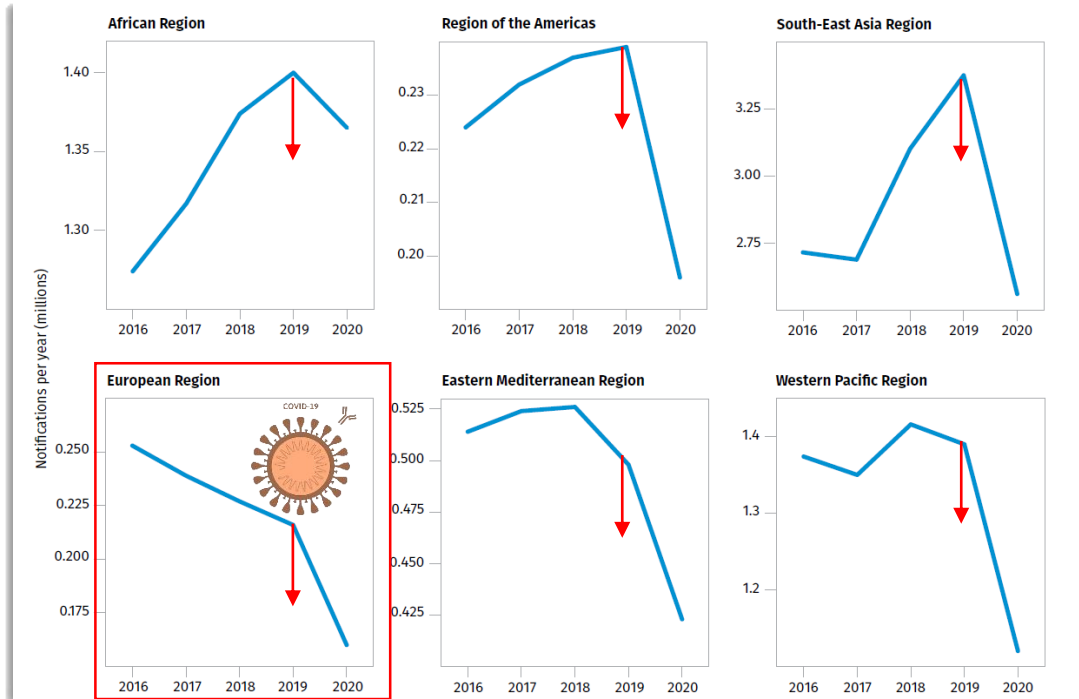 Notifications per year (millions)
African Region
1.40
1.35
1.30
2016 2017 2018 2019 2020
Region of the Americas
0.23
0.22
0.21
0.20
2016 2017 2018 2019 2020
South-East Asia Region
3.25
3.00
2.75
2016 2017 2018 2019 2020
European Region
COVID-19
0.250
0.225
0.200
0.175
2016 2017 2018 2019 2020
Eastern Mediterranean Region
0.525
0.500
0.475
0.450
0.425
2016 2017 2018 2019 2020
Western Pacific Region
1.4
1.3
1.2
2016 2017 2018 2019 2020